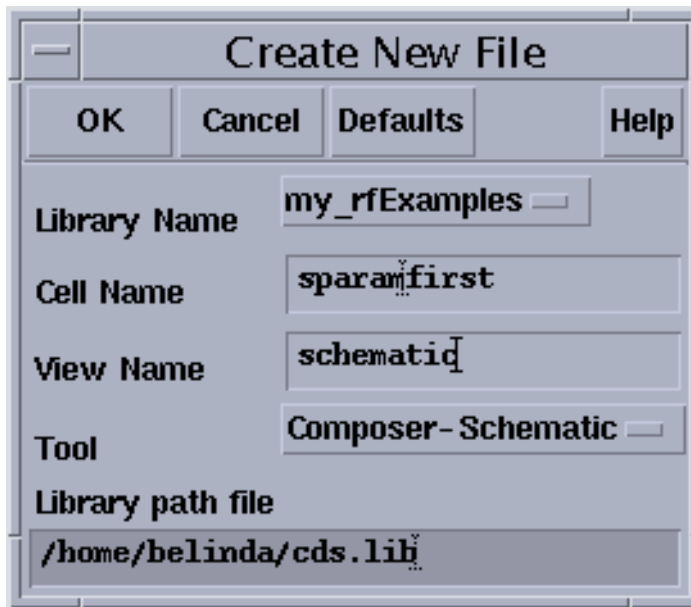 Create New File
OK Cancel Defaults Help
Library Name my_rfExamples
Cell Name sparamfirst
View Name schematic
Tool Composer-Schematic
Library path file
/home/belinda/cds.lib